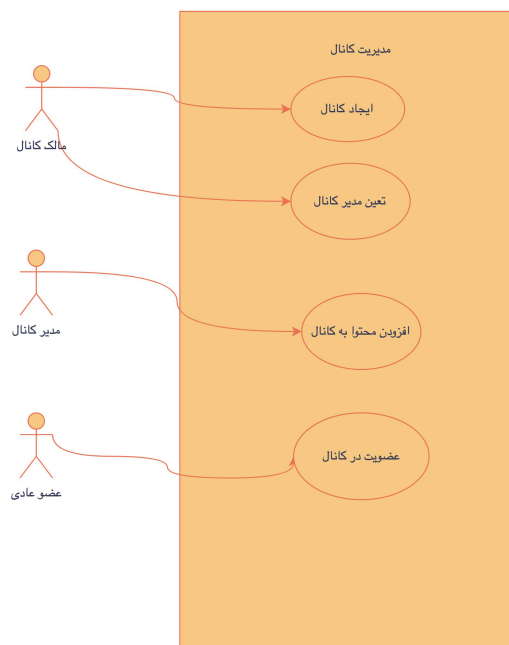 مدیریت کانال
ایجاد کانال
مالک کانال
تعین مدیر کانال
افزودن محتوا به کانال
مدیر کانال
عضویت در کانال
عضو عادی